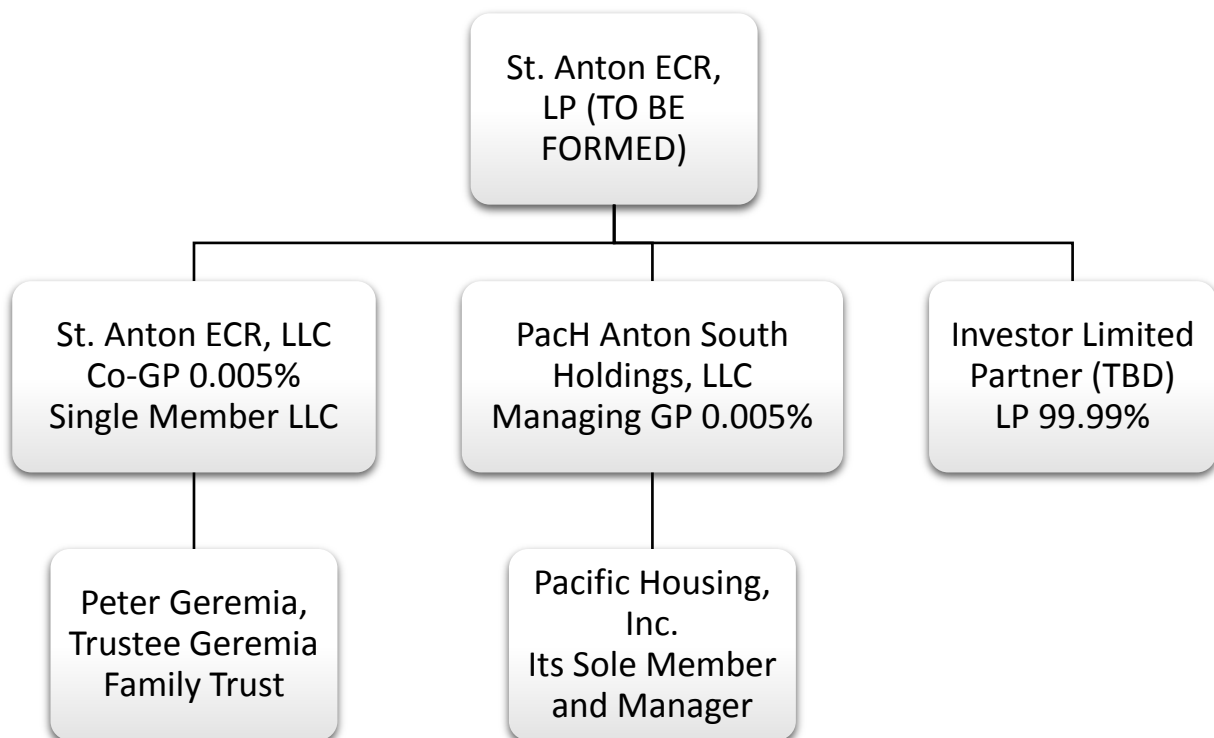 St. Anton ECR,
LP (TO BE
FORMED)
St. Anton ECR, LLC
Co-GP 0.005%
Single Member LLC
PacH Anton South
Holdings, LLC
Managing GP 0.005%
Investor Limited
Partner (TBD)
LP 99.99%
Peter Geremia,
Trustee Geremia
Family Trust
Pacific Housing,
Inc.
Its Sole Member
and Manager